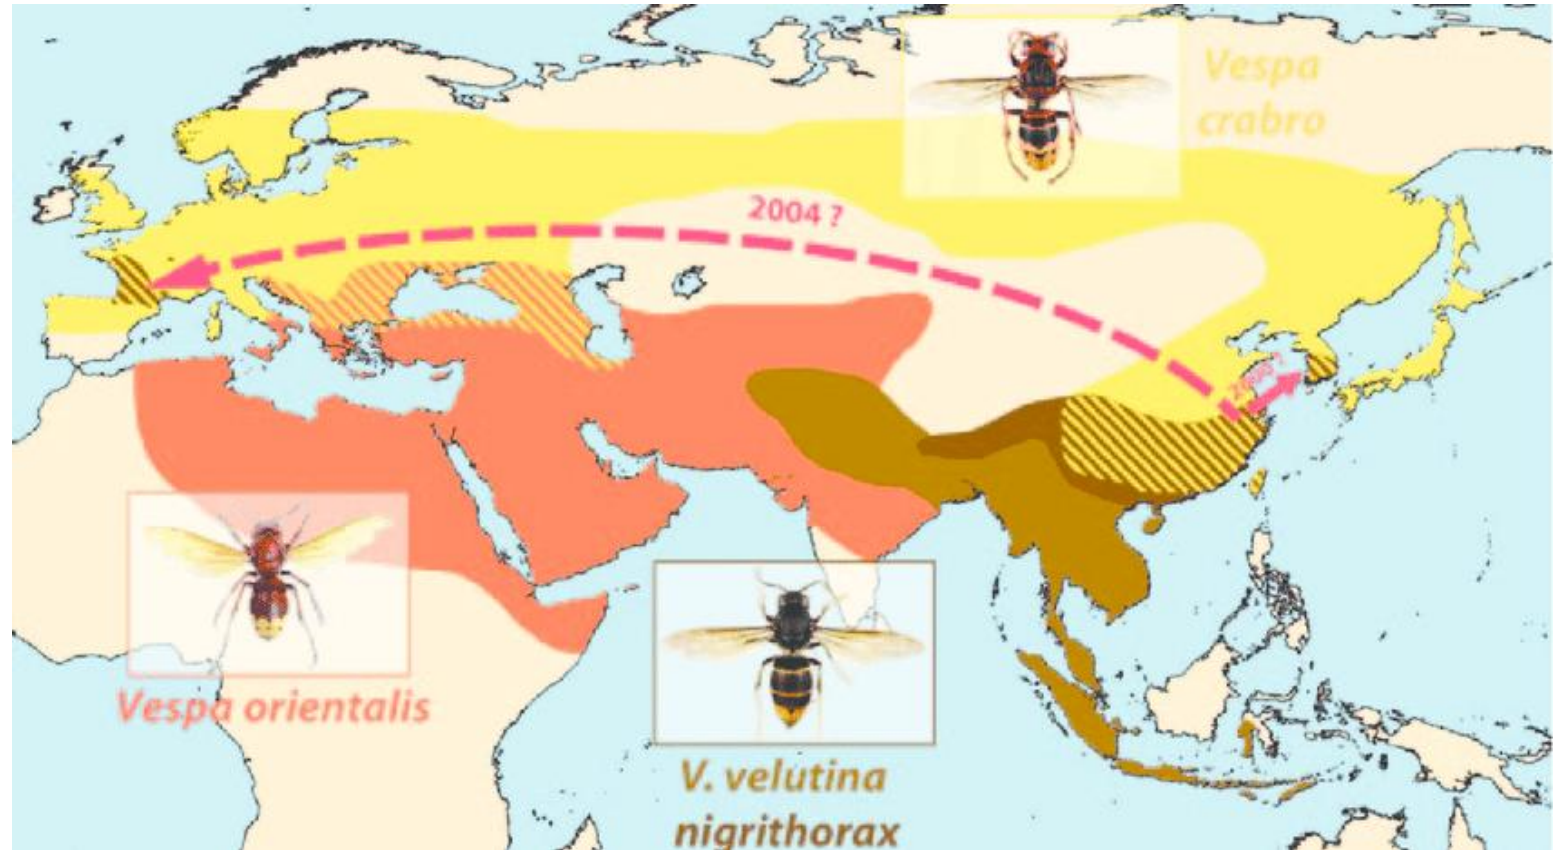 Vespa
crabro
2004 ?
Vespa orientalis
V. velutina
nigrithorax